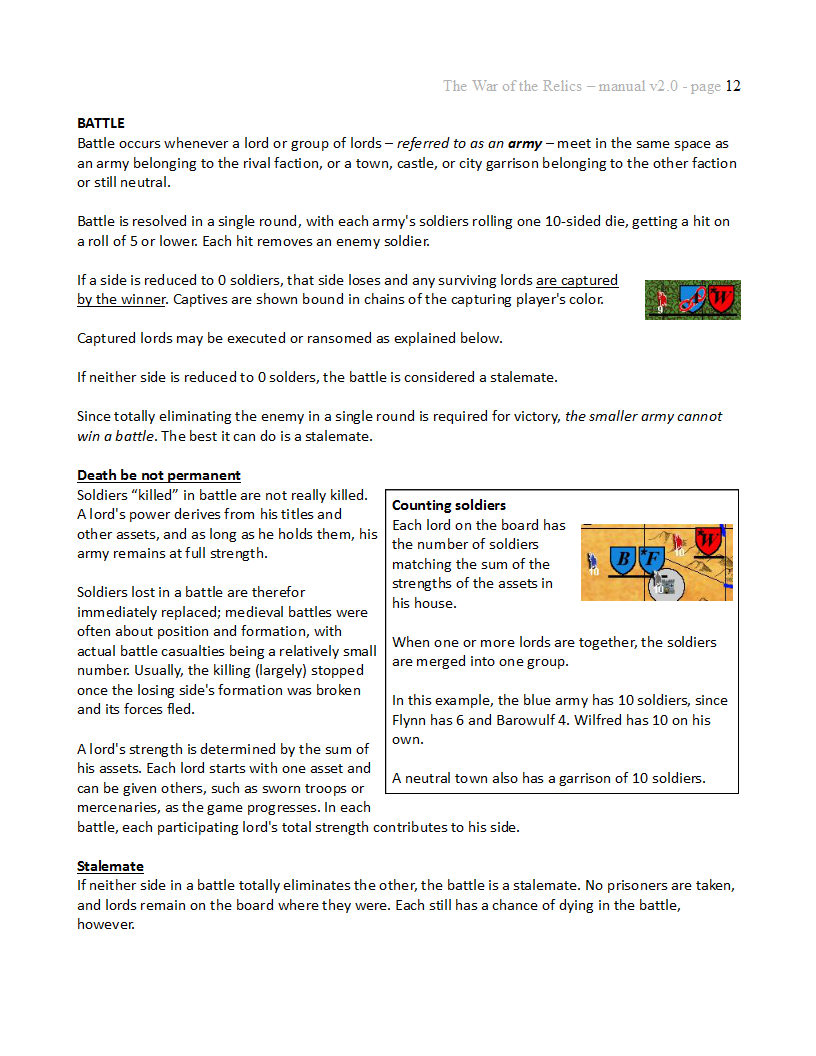 The War of the Relics – manual v2.0 - page 12
BATTLE
Battle occurs whenever a lord or group of lords – referred to as an army – meet in the same space as
an army belonging to the rival faction, or a town, castle, or city garrison belonging to the other faction
or still neutral.
Battle is resolved in a single round, with each army's soldiers rolling one 10-sided die, getting a hit on
a roll of 5 or lower. Each hit removes an enemy soldier.
If a side is reduced to 0 soldiers, that side loses and any surviving lords are captured
by the winner. Captives are shown bound in chains of the capturing player's color.
9 A W
Captured lords may be executed or ransomed as explained below.
If neither side is reduced to 0 solders, the battle is considered a stalemate.
Since totally eliminating the enemy in a single round is required for victory, the smaller army cannot
win a battle. The best it can do is a stalemate.
Death be not permanent
Soldiers “killed” in battle are not really killed.
A lord's power derives from his titles and
other assets, and as long as he holds them, his
army remains at full strength.
Soldiers lost in a battle are therefor
immediately replaced; medieval battles were
often about position and formation, with
actual battle casualties being a relatively small
number. Usually, the killing (largely) stopped
once the losing side's formation was broken
and its forces fled.
A lord's strength is determined by the sum of
his assets. Each lord starts with one asset and
can be given others, such as sworn troops or
mercenaries, as the game progresses. In each
battle, each participating lord's total strength contributes to his side.
Counting soldiers
Each lord on the board has
the number of soldiers
matching the sum of the
strengths of the assets in
his house.
10 B *F 10 10 *W
When one or more lords are together, the soldiers
are merged into one group.
In this example, the blue army has 10 soldiers, since
Flynn has 6 and Barowulf 4. Wilfred has 10 on his
own.
A neutral town also has a garrison of 10 soldiers.
Stalemate
If neither side in a battle totally eliminates the other, the battle is a stalemate. No prisoners are taken,
and lords remain on the board where they were. Each still has a chance of dying in the battle,
however.